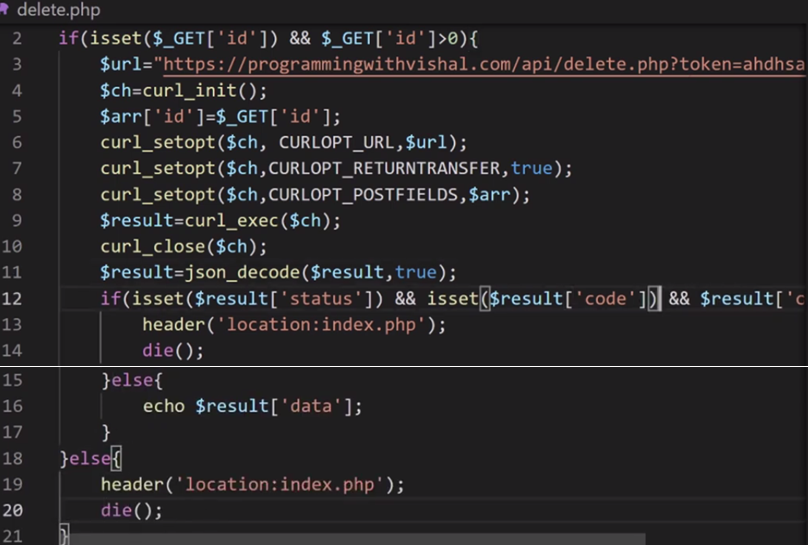 delete.php
2 if(isset($_GET['id']) && $_GET['id']>0){
3 $url="https://programmingwithvishal.com/api/delete.php?token=ahdhsa
4 $ch=curl_init();
5 $arr['id']=$_GET['id'];
6 curl_setopt($ch, CURLOPT_URL,$url);
7 curl_setopt($ch,CURLOPT_RETURNTRANSFER,true);
8 curl_setopt($ch,CURLOPT_POSTFIELDS,$arr);
9 $result=curl_exec($ch);
10 curl_close($ch);
11 $result=json_decode($result,true);
12 if(isset($result['status']) && isset($result['code']) && $result['c
13 header('location:index.php');
14 die();
15 }else{
16 echo $result['data'];
17 }
18 }else{
19 header('location:index.php');
20 die();
21 }